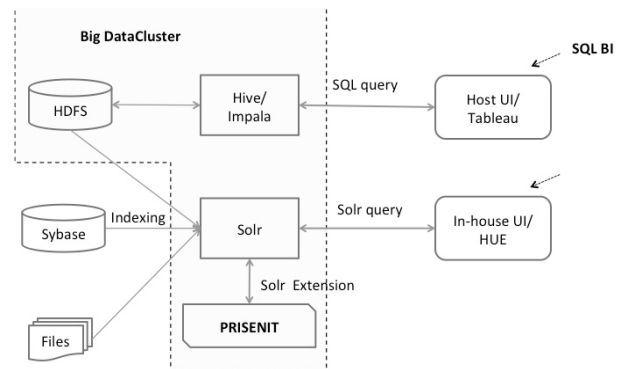 Big DataCluster
SQL BI
HDFS
Hive/
Impala
SQL query
Host UI/
Tableau
Sybase
Indexing
Solr
Solr query
In-house UI/
HUE
Solr Extension
PRISENIT
Files